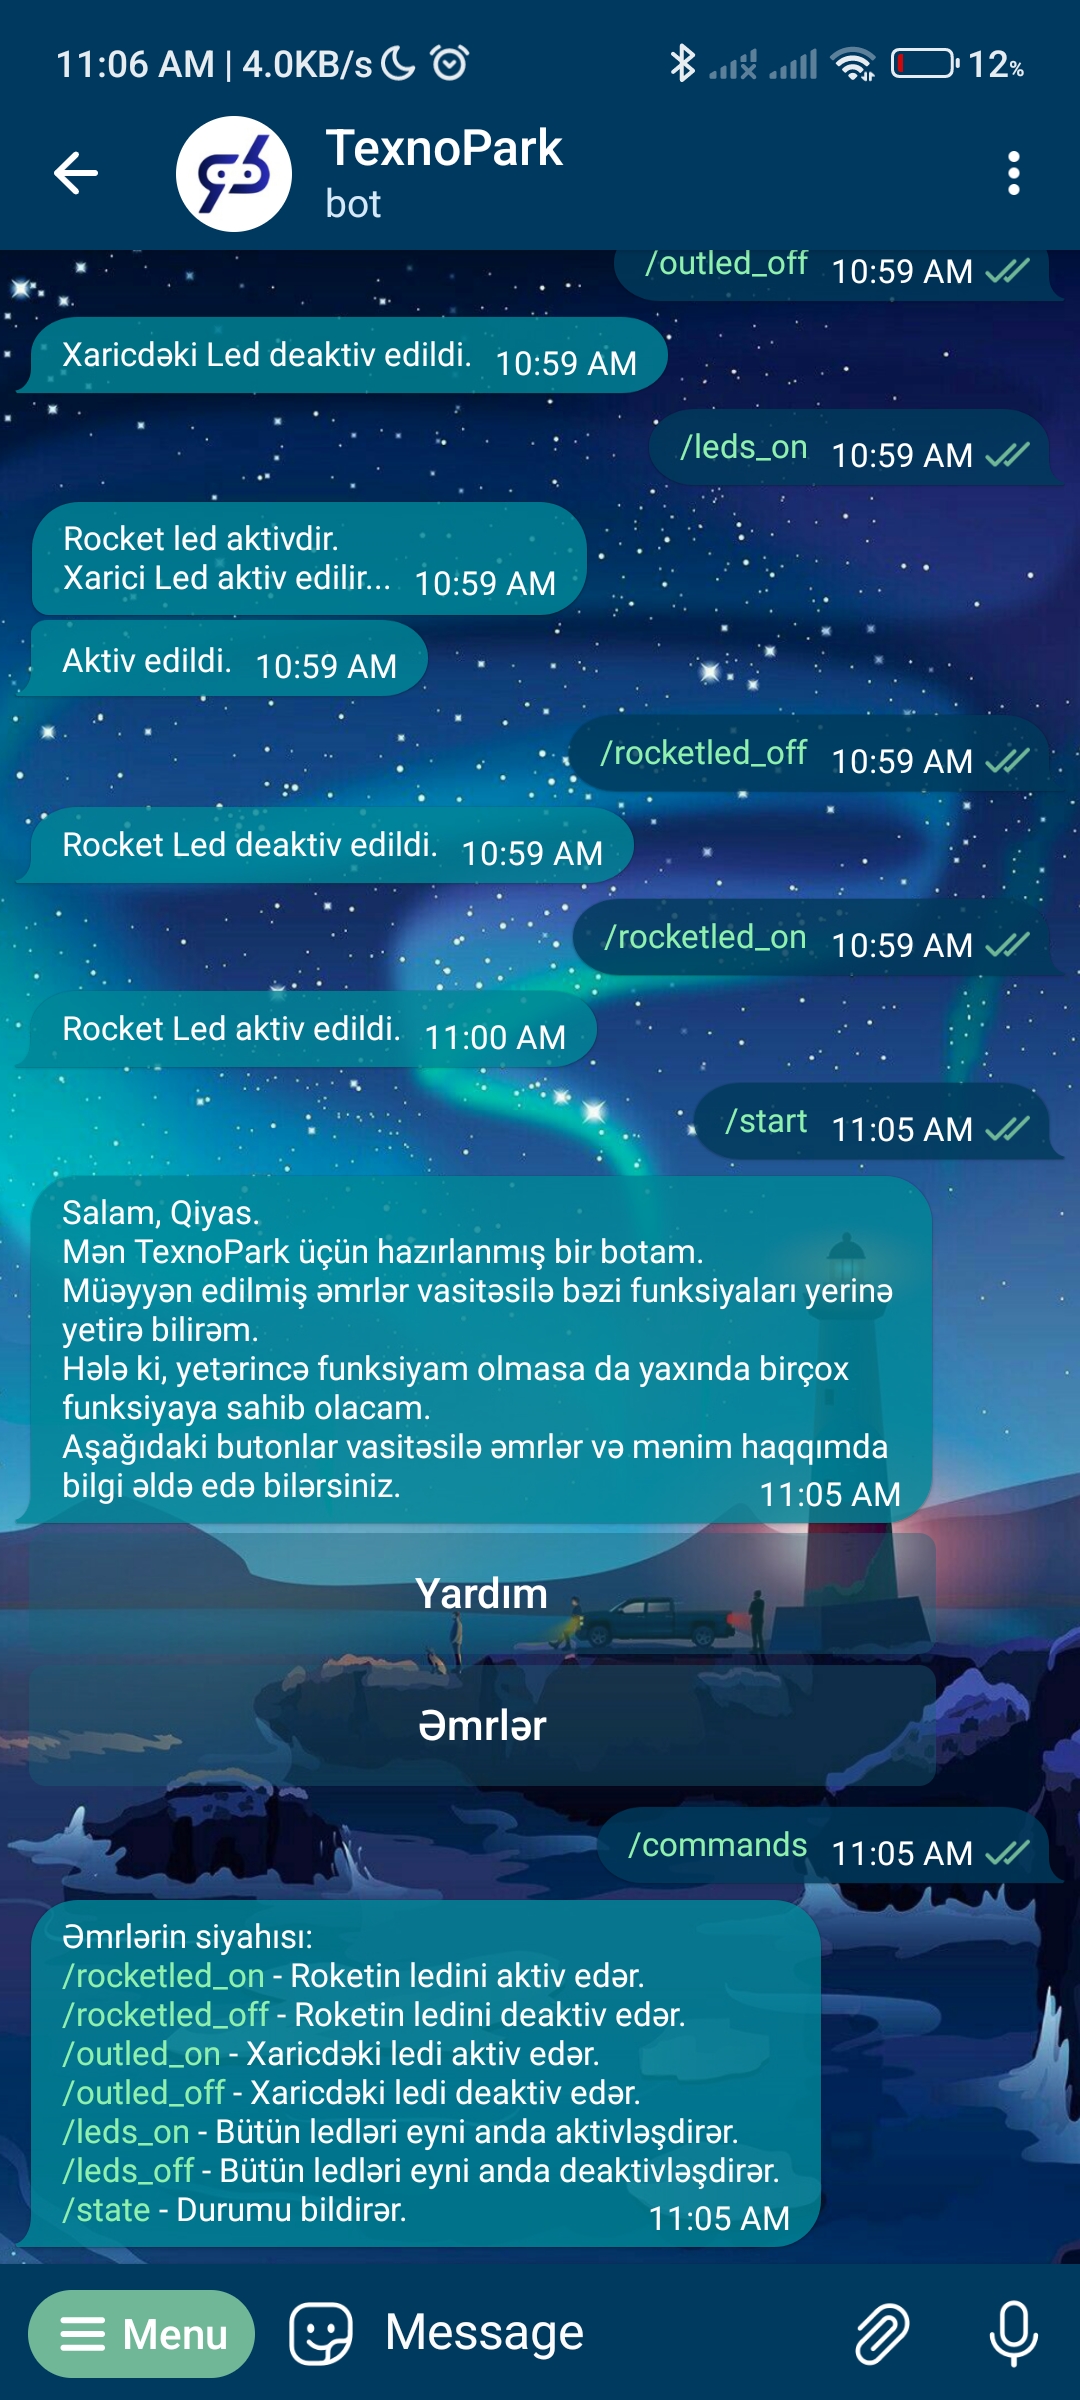 11:06 AM | 4.0KB/s
12%
TexnoPark
bot
/outled_off 10:59 AM
Xaricdəki Led deaktiv edildi. 10:59 AM
/leds_on 10:59 AM
Rocket led aktivdir.
Xarici Led aktiv edilir... 10:59 AM
Aktiv edildi. 10:59 AM
/rocketled_off 10:59 AM
Rocket Led deaktiv edildi. 10:59 AM
/rocketled_on 10:59 AM
Rocket Led aktiv edildi. 11:00 AM
/start 11:05 AM
Salam, Qiyas.
Mən TexnoPark üçün hazırlanmış bir botam.
Müəyyən edilmiş əmrlər vasitəsilə bəzi funksiyaları yerinə
yetirə bilirəm.
Hələ ki, yetərincə funksiyam olmasa da yaxında birçox
funksiyaya sahib olacam.
Aşağıdaki butonlar vasitəsilə əmrlər və mənim haqqımda
bilgi əldə edə bilərsiniz. 11:05 AM
Yardım
Əmrlər
/commands 11:05 AM
Əmrlərin siyahısı:
/rocketled_on - Roketin ledini aktiv edər.
/rocketled_off - Roketin ledini deaktiv edər.
/outled_on - Xaricdəki ledi aktiv edər.
/outled_off - Xaricdəki ledi deaktiv edər.
/leds_on - Bütün ledləri eyni anda aktivləşdirər.
/leds_off - Bütün ledləri eyni anda deaktivləşdirər.
/state - Durumu bildirər. 11:05 AM
Menu
Message